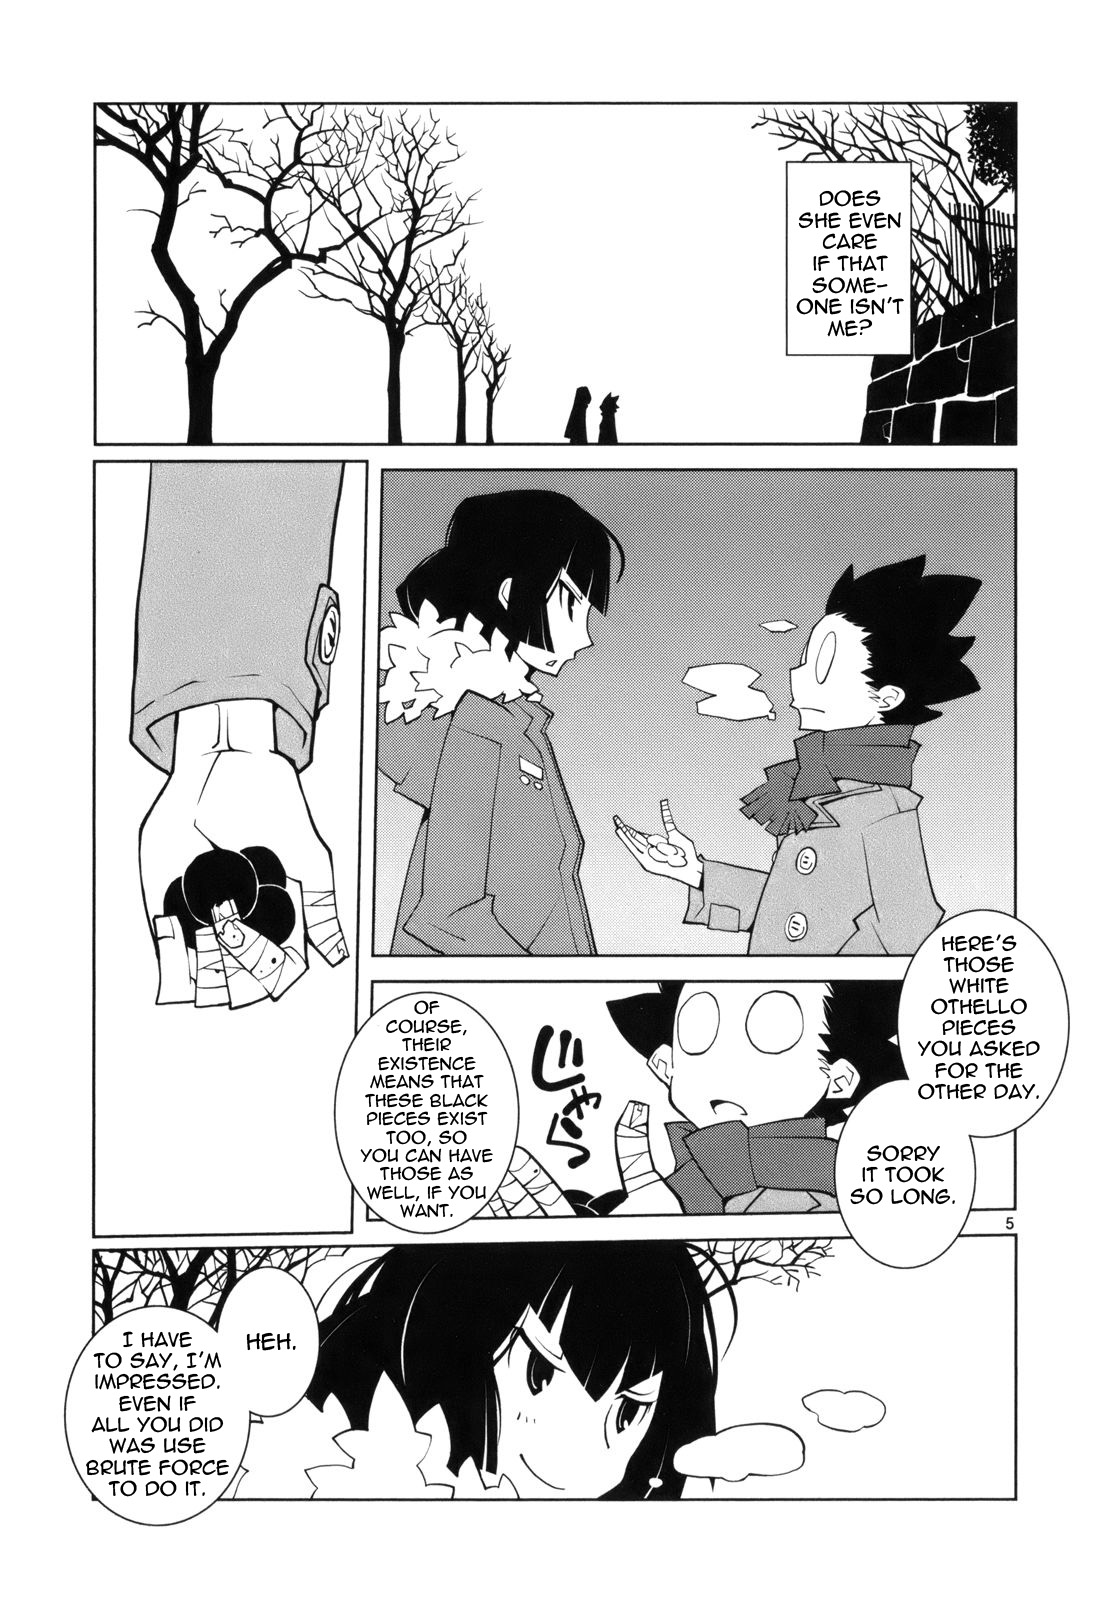 DOES
SHE EVEN
CARE
IF THAT
SOME-
ONE ISN'T
ME?
HERE'S
THOSE
WHITE
OTHELLO
PIECES
YOU ASKED
FOR THE
OTHER DAY.
SORRY
IT TOOK
SO LONG.
OF
COURSE,
THEIR
EXISTENCE
MEANS THAT
THESE BLACK
PIECES EXIST
TOO, SO
YOU CAN HAVE
THOSE AS
WELL, IF YOU
WANT.
じゃら
5
HEH.
I HAVE
TO SAY, I'M
IMPRESSED.
EVEN IF
ALL YOU DID
WAS USE
BRUTE FORCE
TO DO IT.